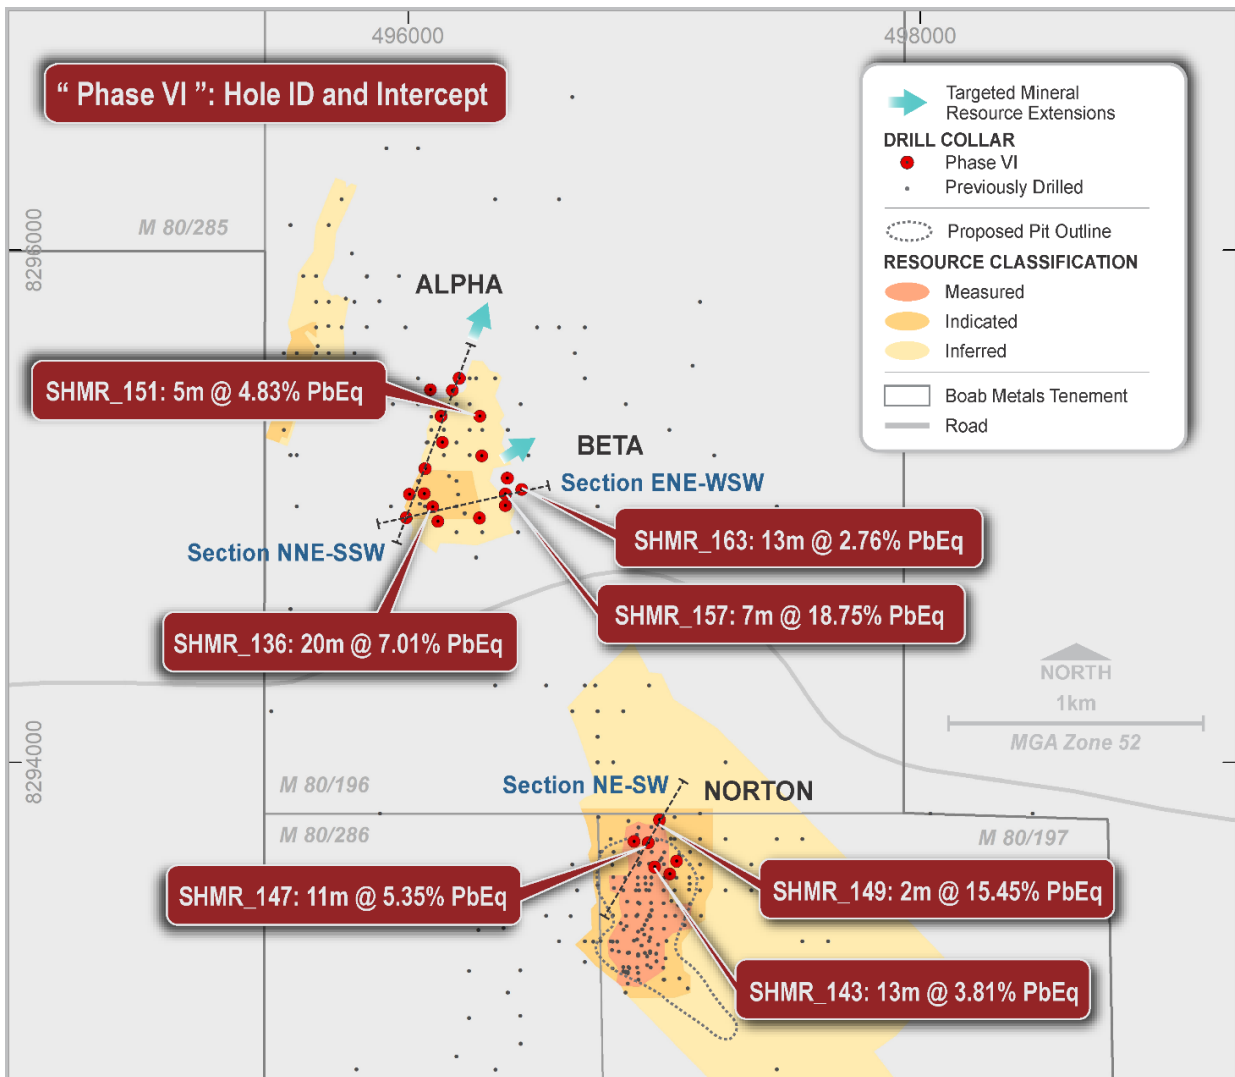 496000
498000
“ Phase VI ”: Hole ID and Intercept
Targeted Mineral
Resource Extensions
DRILL COLLAR
Phase VI
Previously Drilled
Proposed Pit Outline
RESOURCE CLASSIFICATION
Measured
Indicated
Inferred
Boab Metals Tenement
Road
8296000
M 80/285
ALPHA
SHMR_151: 5m @ 4.83% PbEq
BETA
Section ENE-WSW
Section NNE-SSW
SHMR_163: 13m @ 2.76% PbEq
SHMR_157: 7m @ 18.75% PbEq
SHMR_136: 20m @ 7.01% PbEq
NORTH
1km
MGA Zone 52
8294000
M 80/196
Section NE-SW
NORTON
M 80/286
M 80/197
SHMR_147: 11m @ 5.35% PbEq
SHMR_149: 2m @ 15.45% PbEq
SHMR_143: 13m @ 3.81% PbEq